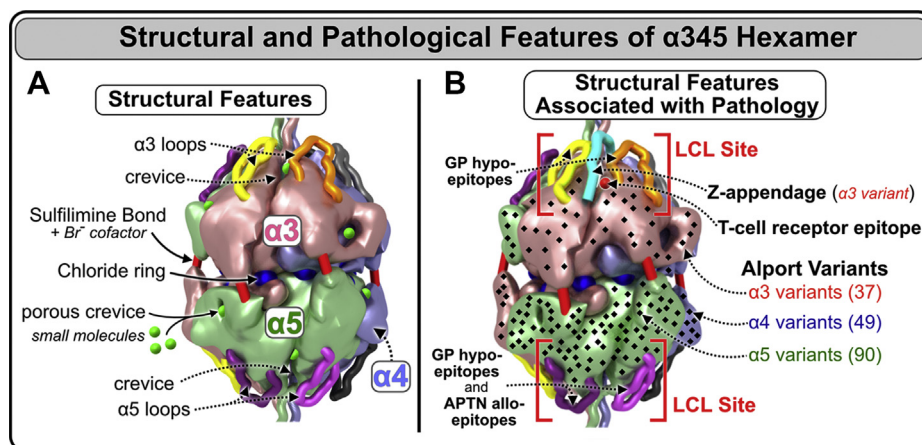 Structural and Pathological Features of α345 Hexamer
A
Structural Features
α3 loops
crevice
Sulfilimine Bond
+ Br⁻ cofactor
α3
Chloride ring
porous crevice
small molecules
α5
α4
crevice
α5 loops
B
Structural Features
Associated with Pathology
GP hypo-
epitopes
LCL Site
Z-appendage (α3 variant)
T-cell receptor epitope
Alport Variants
α3 variants (37)
α4 variants (49)
α5 variants (90)
GP hypo-
epitopes
and
APTN allo-
epitopes
LCL Site